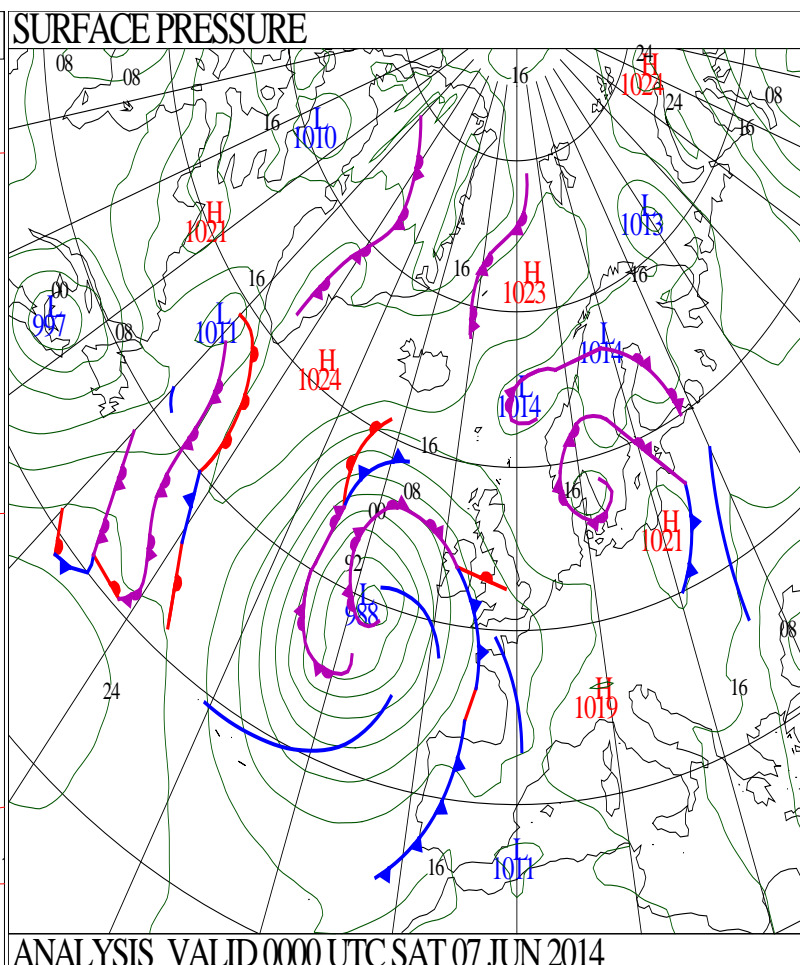 SURFACE PRESSURE
24
H
1024
08
08
16
24
08
16
L
1010
16
H
1021
L
1013
16
16
H
1023
16
00
L
997
L
1011
08
L
1014
H
1024
L
1014
16
08
00
16
H
1021
92
L
988
08
24
H
1019
16
L
1011
16
ANALYSIS VALID 0000 UTC SAT 07 JUN 2014